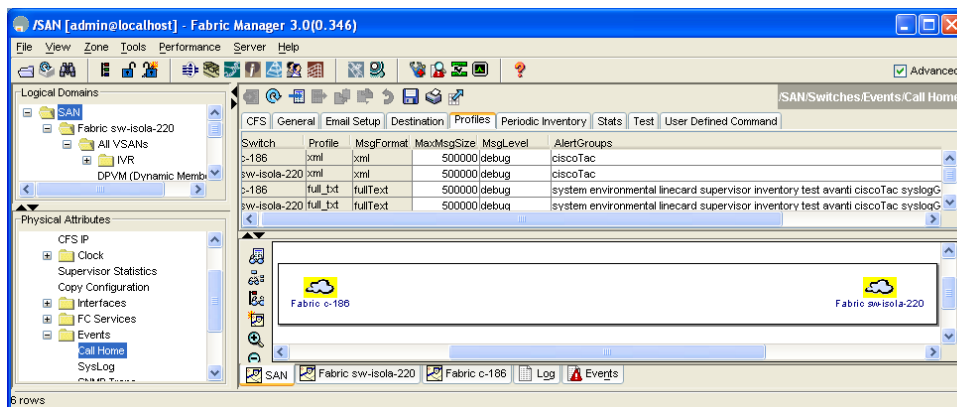 /SAN [admin@localhost] - Fabric Manager 3.0(0.346)
File View Zone Tools Performance Server Help
Advanced
Logical Domains
/SAN/Switches/Events/Call Home
SAN
Fabric sw-isola-220
All VSANs
IVR
DPVM (Dynamic Memb
CFS General Email Setup Destination Profiles Periodic Inventory Stats Test User Defined Command
Switch Profile MsgFormat MaxMsgSize MsgLevel AlertGroups
c-186 xml xml 500000 debug ciscoTac
sw-isola-220 xml xml 500000 debug ciscoTac
c-186 full_txt fullText 500000 debug system environmental linecard supervisor inventory test avanti ciscoTac syslogG
sw-isola-220 full_txt fullText 500000 debug system environmental linecard supervisor inventory test avanti ciscoTac syslogG
Physical Attributes
CFS IP
Clock
Supervisor Statistics
Copy Configuration
Interfaces
FC Services
Events
Call Home
SysLog
Fabric c-186
Fabric sw-isola-220
SAN Fabric sw-isola-220 Fabric c-186 Log Events
6 rows